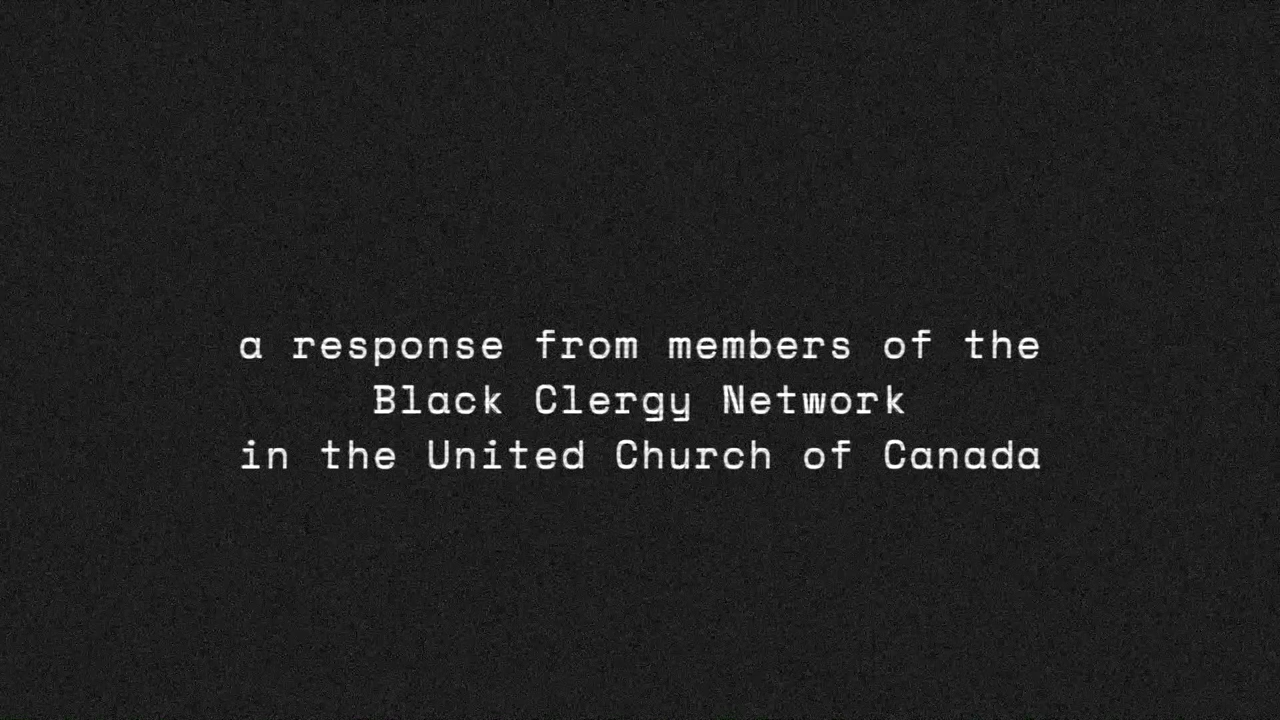 a response from members of the
Black Clergy Network
in the United Church of Canada